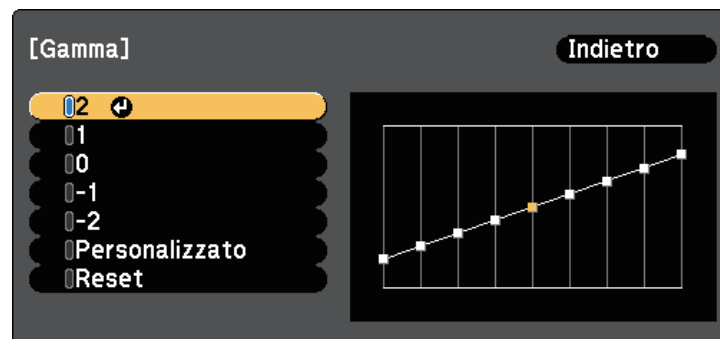 [Gamma]
Indietro
2
1
0
-1
-2
Personalizzato
Reset